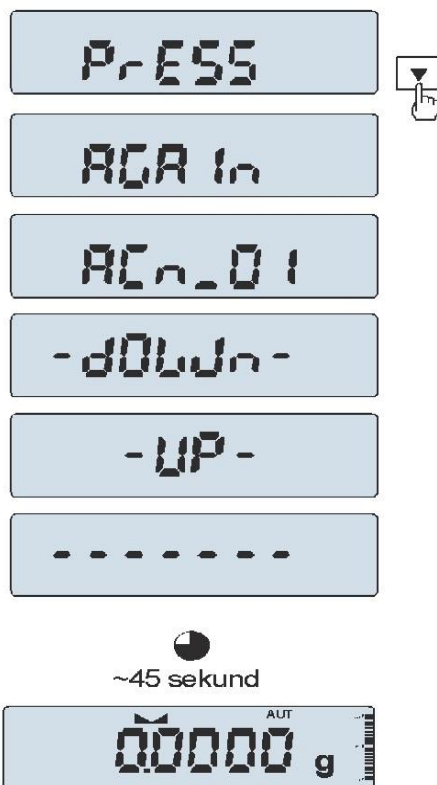 PrESS
AGAIn
ACn_01
-dOWn-
-UP-
-------
~45 sekund
AUT
0.0000 g